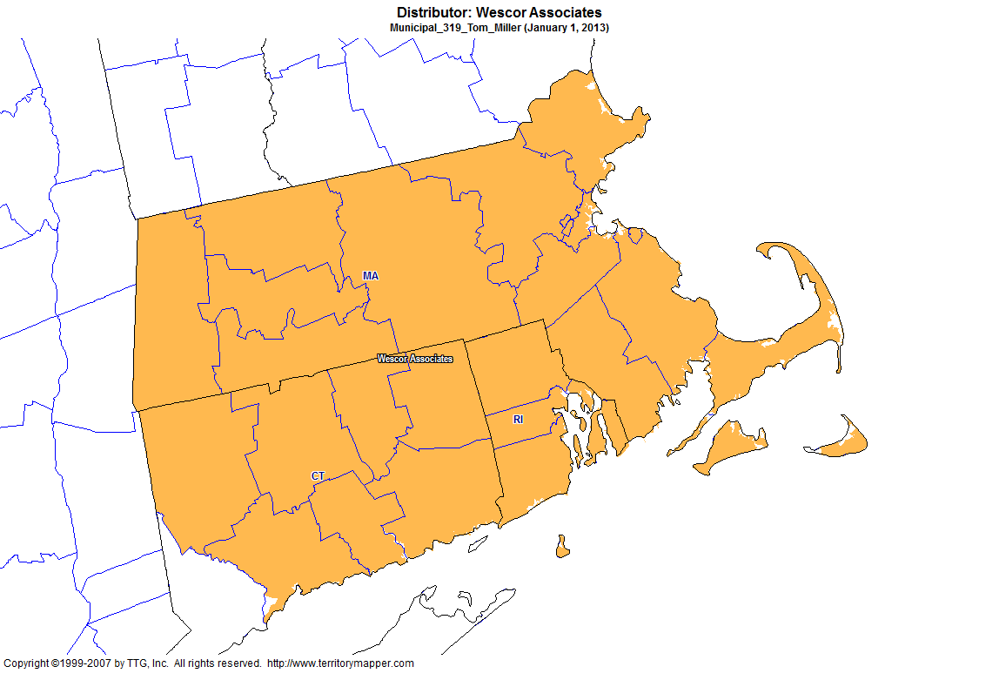 Distributor: Wescor Associates
Municipal_319_Tom_Miller (January 1, 2013)
MA
Wescor Associates
RI
CT
Copyright ©1999-2007 by TTG, Inc. All rights reserved. http://www.territorymapper.com